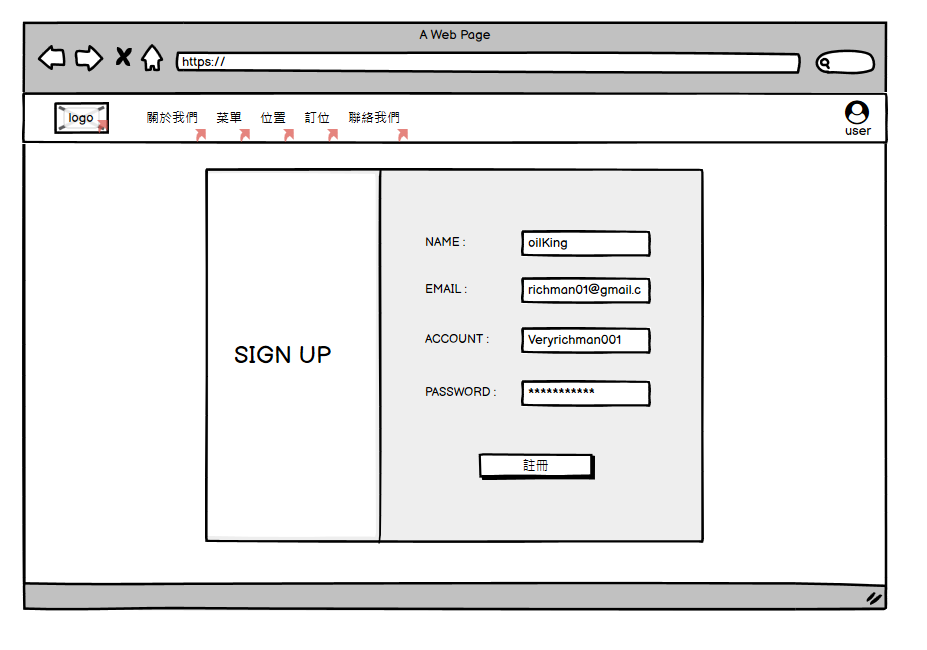 A Web Page
https://
logo
關於我們 菜單 位置 訂位 聯絡我們
user
SIGN UP
NAME : oilKing
EMAIL : richman01@gmail.c
ACCOUNT : Veryrichman001
PASSWORD : ***********
註冊